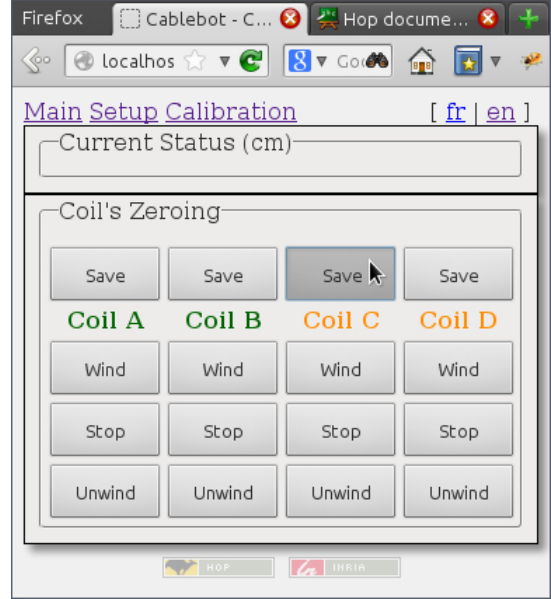 Firefox Cablebot - C... Hop docume...
localhos Goo
Main Setup Calibration [ fr | en ]
Current Status (cm)
Coil's Zeroing
Save Save Save Save
Coil A Coil B Coil C Coil D
Wind Wind Wind Wind
Stop Stop Stop Stop
Unwind Unwind Unwind Unwind
HOP INRIA